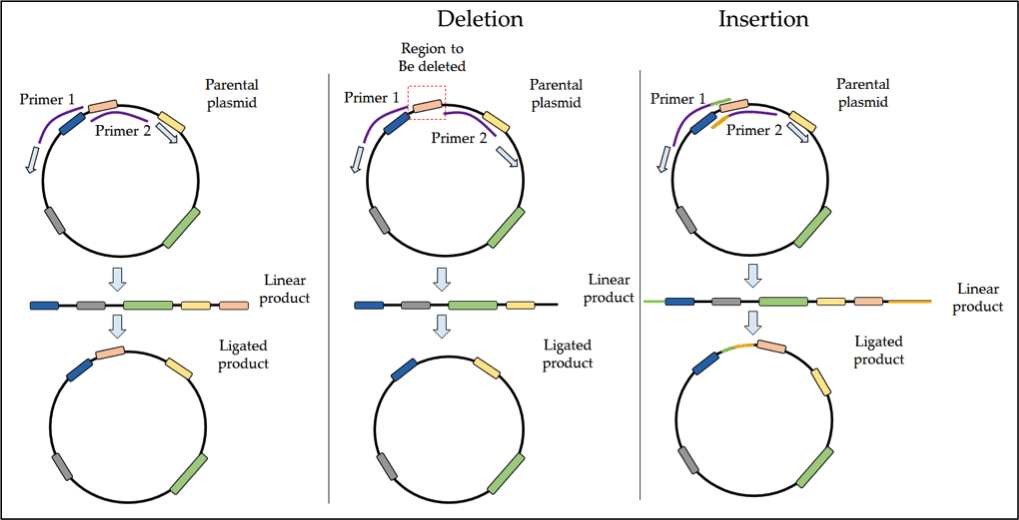 Deletion
Insertion
Primer 1
Parental
plasmid
Primer 2
Linear
product
Ligated
product
Region to
Be deleted
Primer 1
Parental
plasmid
Primer 2
Linear
product
Ligated
product
Primer 1
Parental
plasmid
Primer 2
Linear
product
Ligated
product